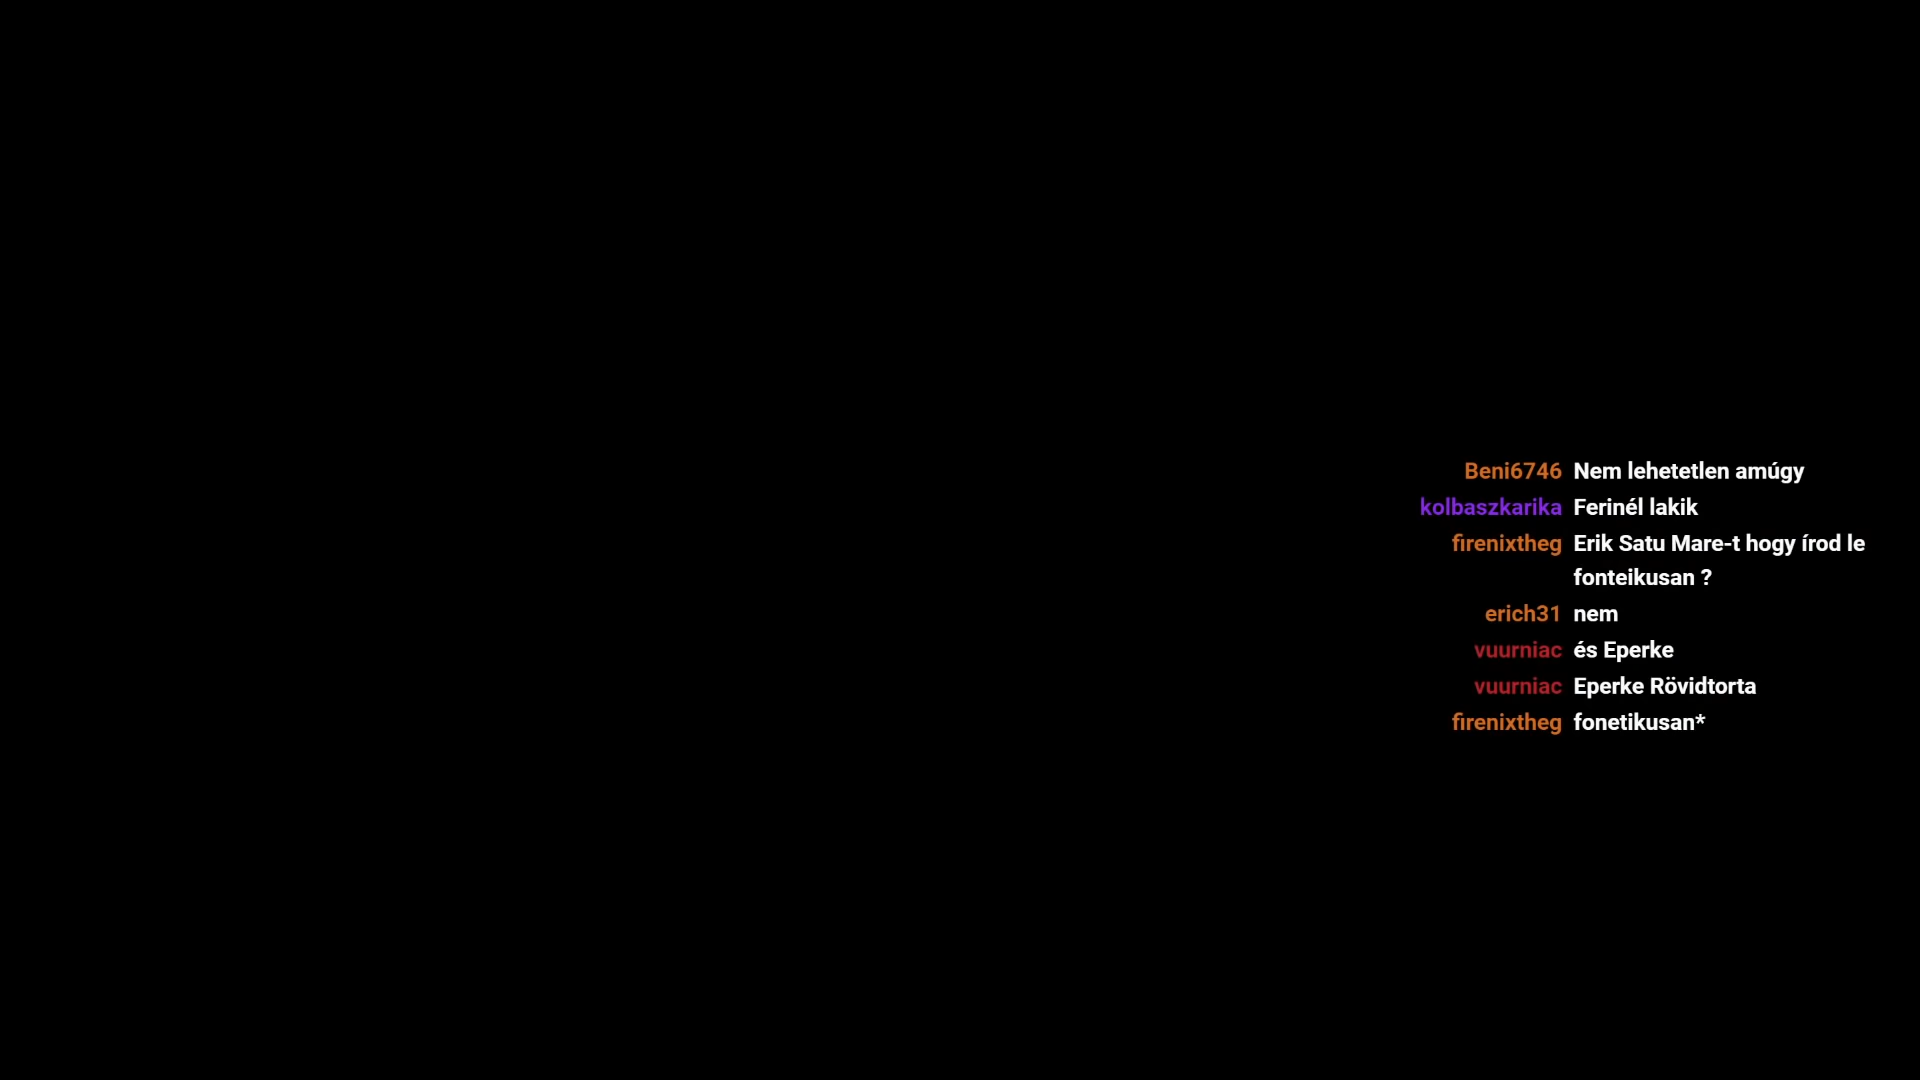 Beni6746 Nem lehetetlen amúgy
kolbaszkarika Ferinél lakik
firenixtheg Erik Satu Mare-t hogy írod le
fonteikusan ?
erich31 nem
vuurniac és Eperke
vuurniac Eperke Rövidtorta
firenixtheg fonetikusan*